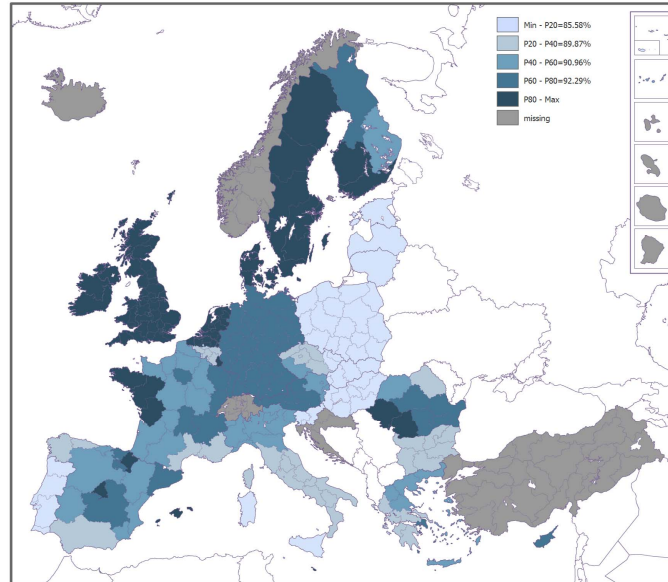 Min - P20=85.58%
P20 - P40=89.87%
P40 - P60=90.96%
P60 - P80=92.29%
P80 - Max
missing